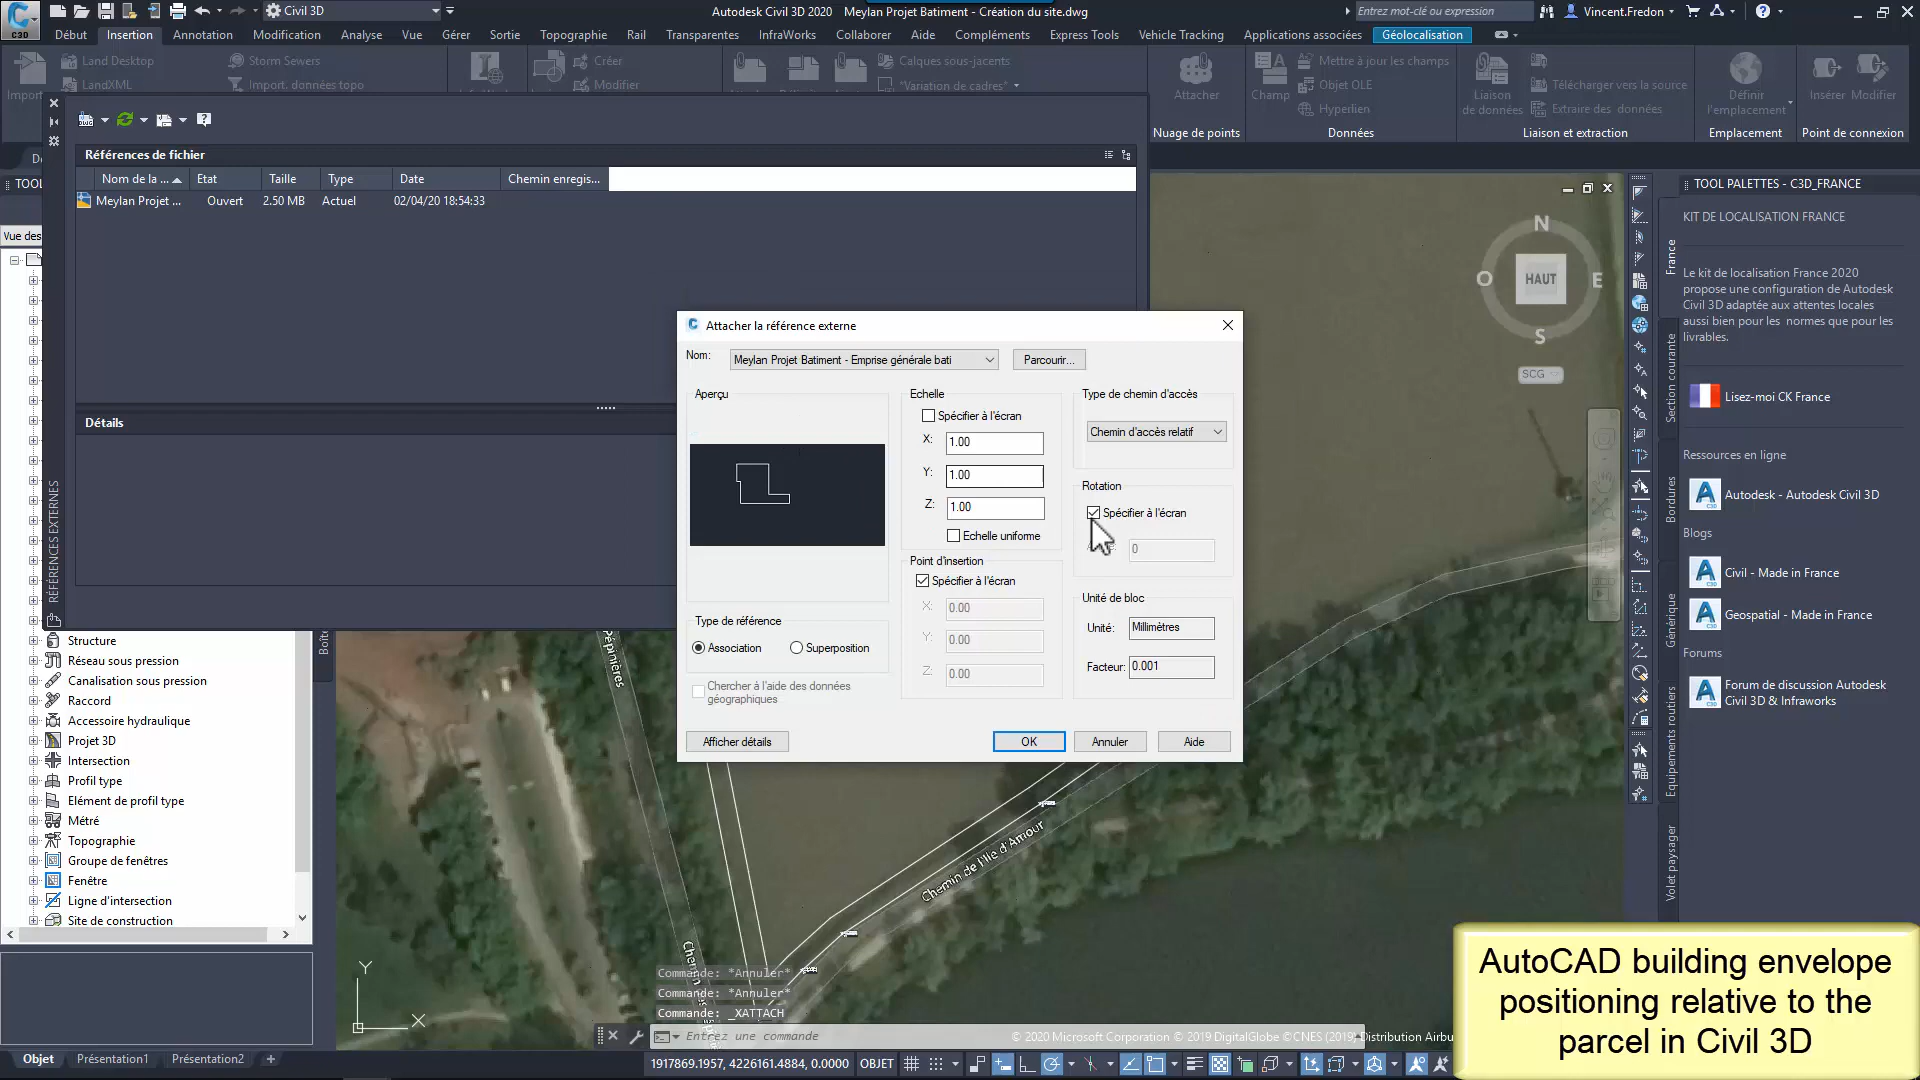 Civil 3D
Autodesk Civil 3D 2020 Meylan Projet Batiment - Création du site.dwg
Entrez mot-clé ou expression
Vincent.Fredon
C3D
Début Insertion Annotation Modification Analyse Vue Gérer Sortie Topographie Rail Transparentes InfraWorks Collaborer Aide Compléments Express Tools Vehicle Tracking Applications associées Géolocalisation
Land Desktop
LandXML
Storm Sewers
Import. données topo
Créer
Modifier
Calques sous-jacents
*Variation de cadres*
Attacher
Nuage de points
Champ
Mettre à jour les champs
Objet OLE
Hyperlien
Données
Liaison
de données
Télécharger vers la source
Extraire des données
Liaison et extraction
Définir
l'emplacement
Emplacement
Insérer Modifier
Point de connexion
Références de fichier
Nom de la ... Etat Taille Type Date Chemin enregis...
Meylan Projet ... Ouvert 2.50 MB Actuel 02/04/20 18:54:33
Détails
RÉFÉRENCES EXTERNES
Vue des
Structure
Réseau sous pression
Canalisation sous pression
Raccord
Accessoire hydraulique
Projet 3D
Intersection
Profil type
Elément de profil type
Métré
Topographie
Groupe de fenêtres
Fenêtre
Ligne d'intersection
Site de construction
Attacher la référence externe
Nom:
Meylan Projet Batiment - Emprise générale bati
Parcourir...
Aperçu
Echelle
Spécifier à l'écran
X: 1.00
Y: 1.00
Z: 1.00
Echelle uniforme
Type de chemin d'accès
Chemin d'accès relatif
Rotation
Spécifier à l'écran
0
Point d'insertion
Spécifier à l'écran
X: 0.00
Y: 0.00
Z: 0.00
Unité de bloc
Unité: Millimètres
Facteur: 0.001
Type de référence
Association Superposition
Chercher à l'aide des données
géographiques
Afficher détails
OK
Annuler
Aide
N
O HAUT E
S
SCG
TOOL PALETTES - C3D_FRANCE
KIT DE LOCALISATION FRANCE
Le kit de localisation France 2020
propose une configuration de Autodesk
Civil 3D adaptée aux attentes locales
aussi bien pour les normes que pour les
livrables.
Lisez-moi CK France
Ressources en ligne
Autodesk - Autodesk Civil 3D
Blogs
Civil - Made in France
Geospatial - Made in France
Forums
Forum de discussion Autodesk
Civil 3D & Infraworks
France
Section courante
Bordures
Générique
Equipements routiers
Volet paysager
Pépinières
Chemin de l'Ile d'Amour
Y
X
Commande: *Annuler*
Commande: *Annuler*
Commande: _XATTACH
Entrez une commande
© 2020 Microsoft Corporation © 2019 DigitalGlobe ©CNES (2019) Distribution Airbu
Objet Présentation1 Présentation2 +
1917869.1957, 4226161.4884, 0.0000 OBJET
AutoCAD building envelope
positioning relative to the
parcel in Civil 3D